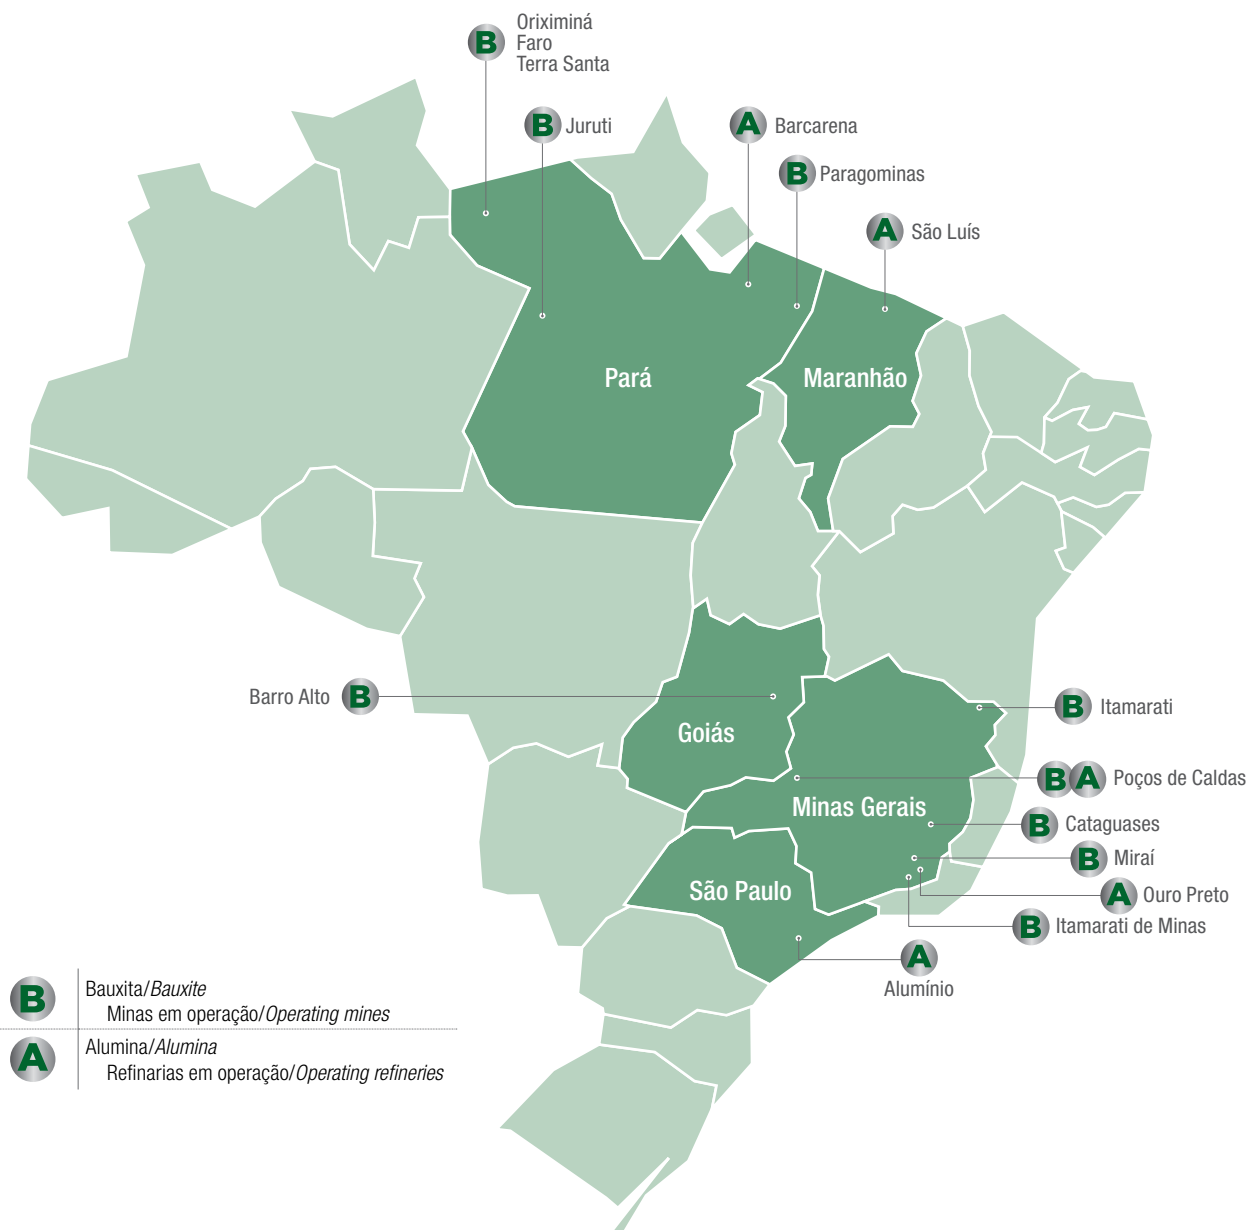 B
Oriximiná
Faro
Terra Santa
B Juruti
A Barcarena
B Paragominas
A São Luís
Pará
Maranhão
Barro Alto B
Goiás
B Itamarati
B A Poços de Caldas
Minas Gerais
B Cataguases
B Miraí
São Paulo
A Ouro Preto
B Itamarati de Minas
A
Alumínio
B
Bauxita/Bauxite
Minas em operação/Operating mines
A
Alumina/Alumina
Refinarias em operação/Operating refineries